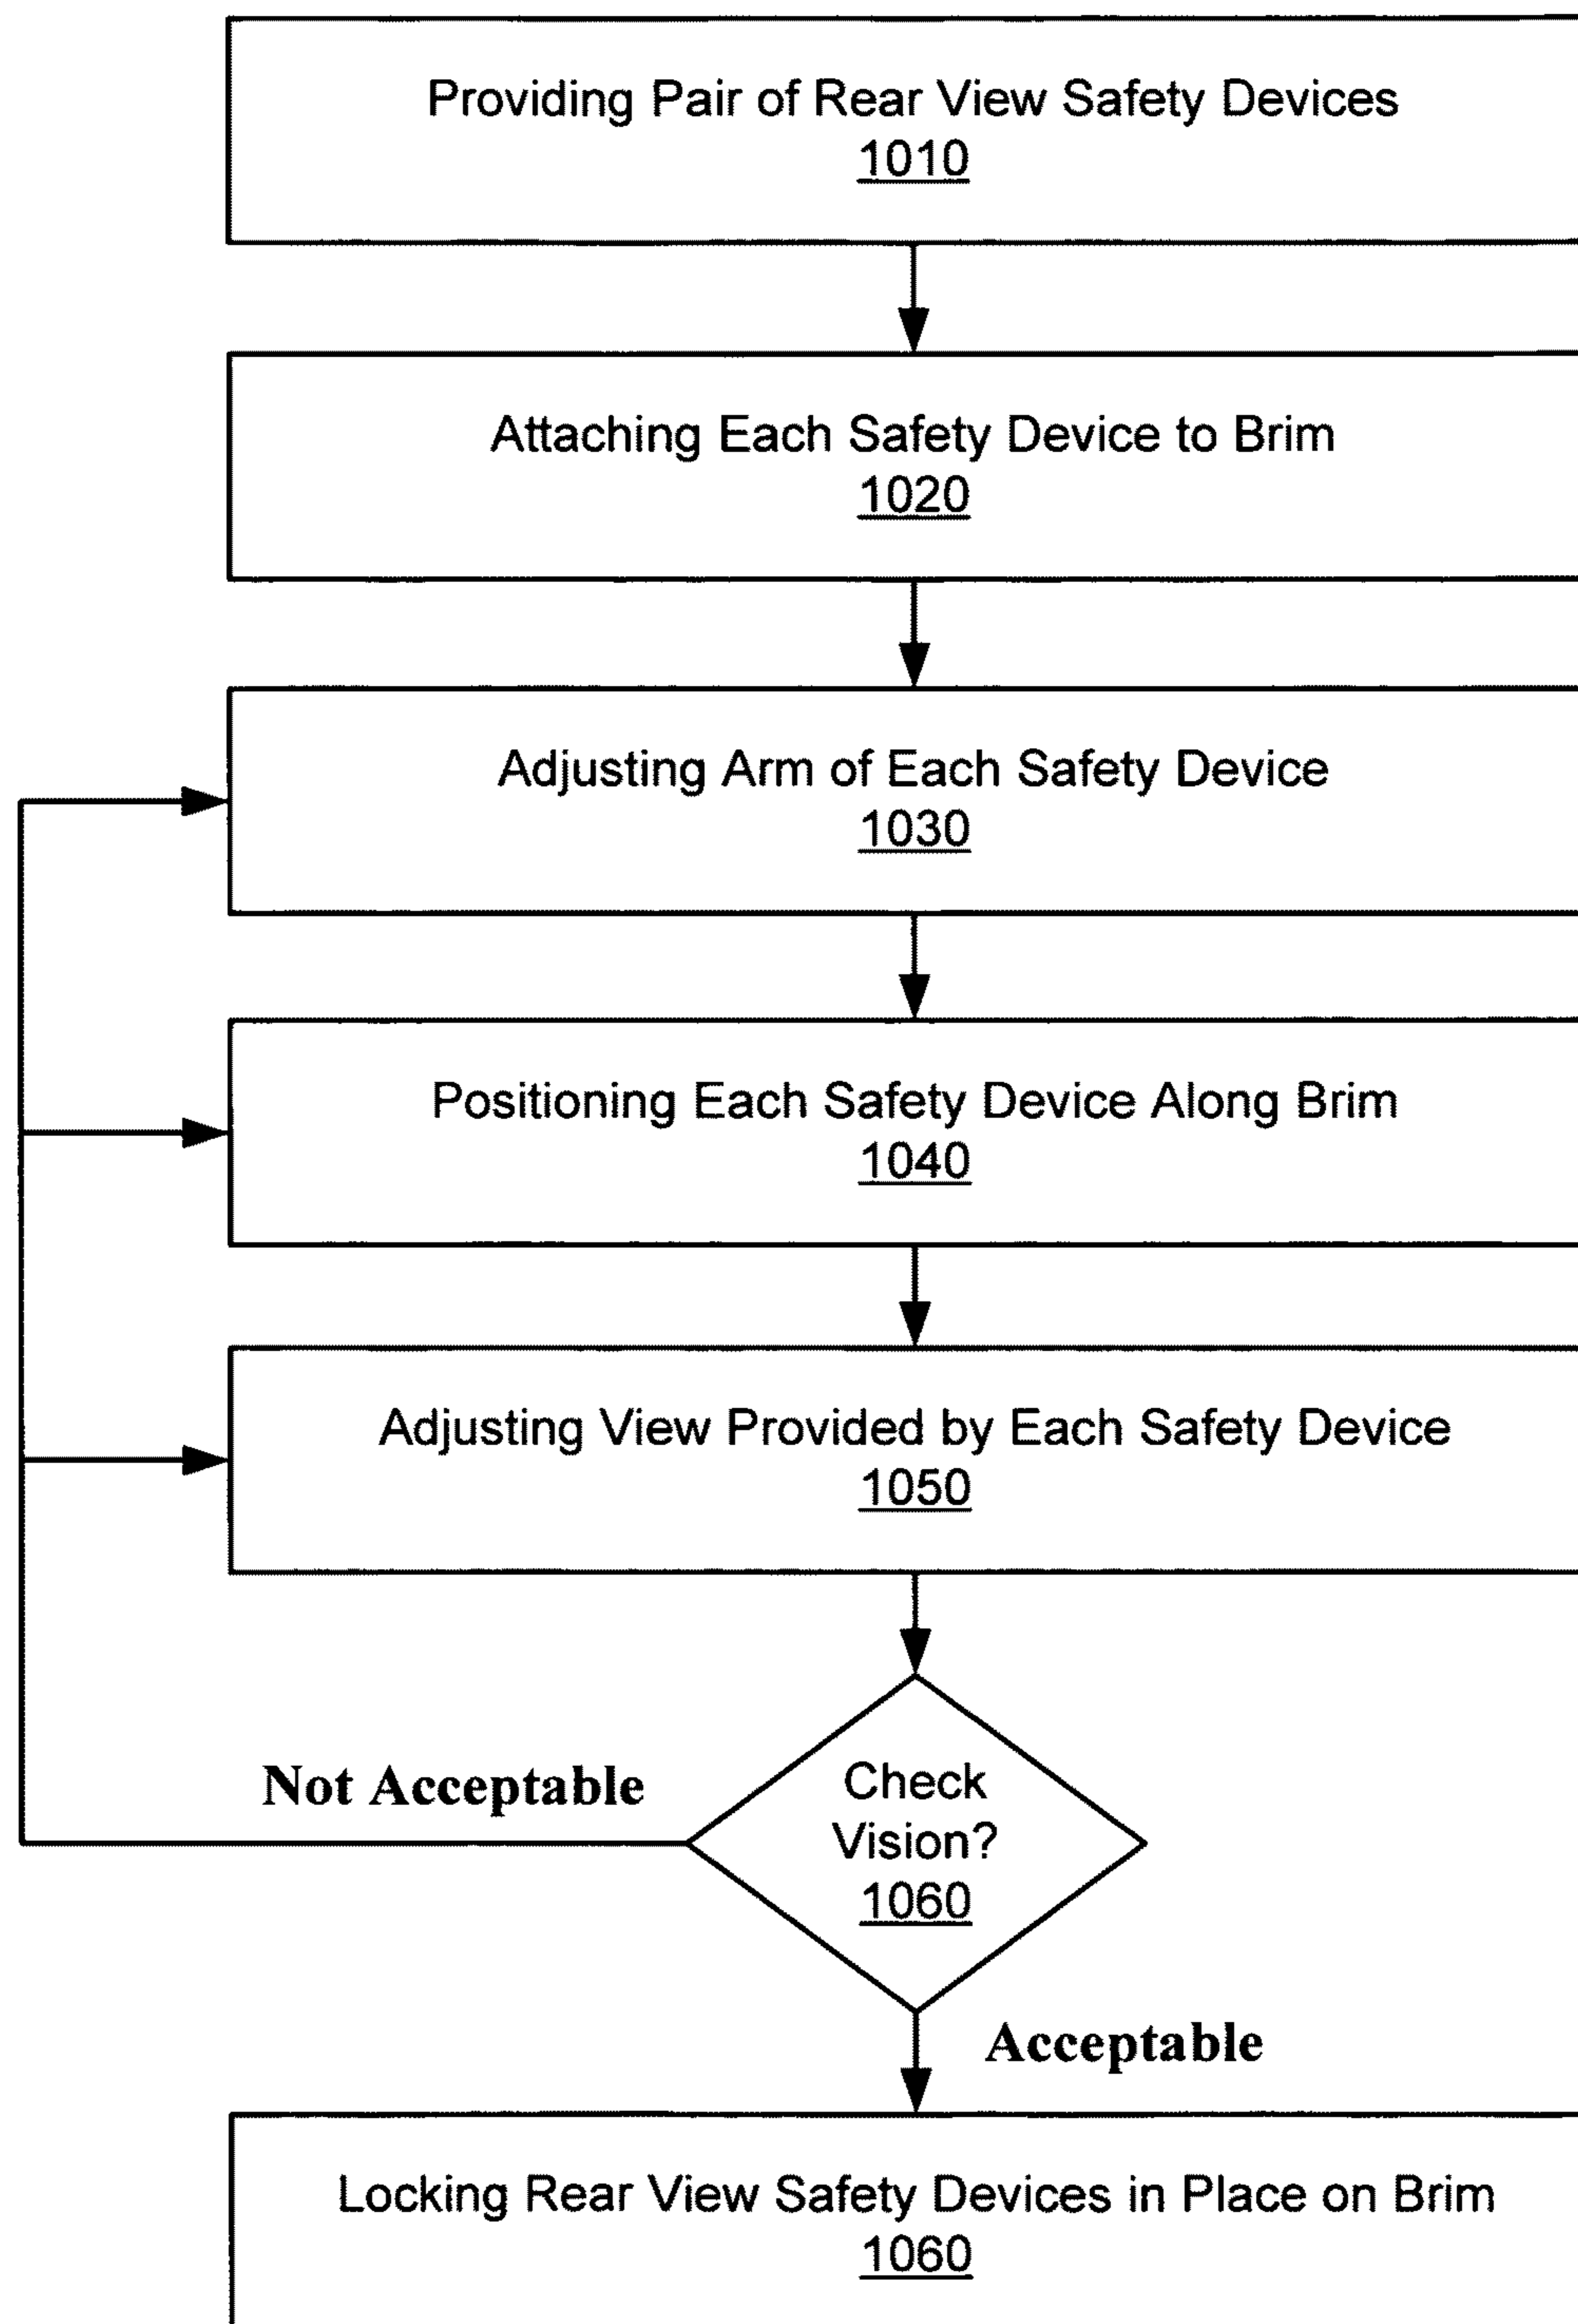 Providing Pair of Rear View Safety Devices
1010
Attaching Each Safety Device to Brim
1020
Adjusting Arm of Each Safety Device
1030
Positioning Each Safety Device Along Brim
1040
Adjusting View Provided by Each Safety Device
1050
Not Acceptable
Check
Vision?
1060
Acceptable
Locking Rear View Safety Devices in Place on Brim
1060